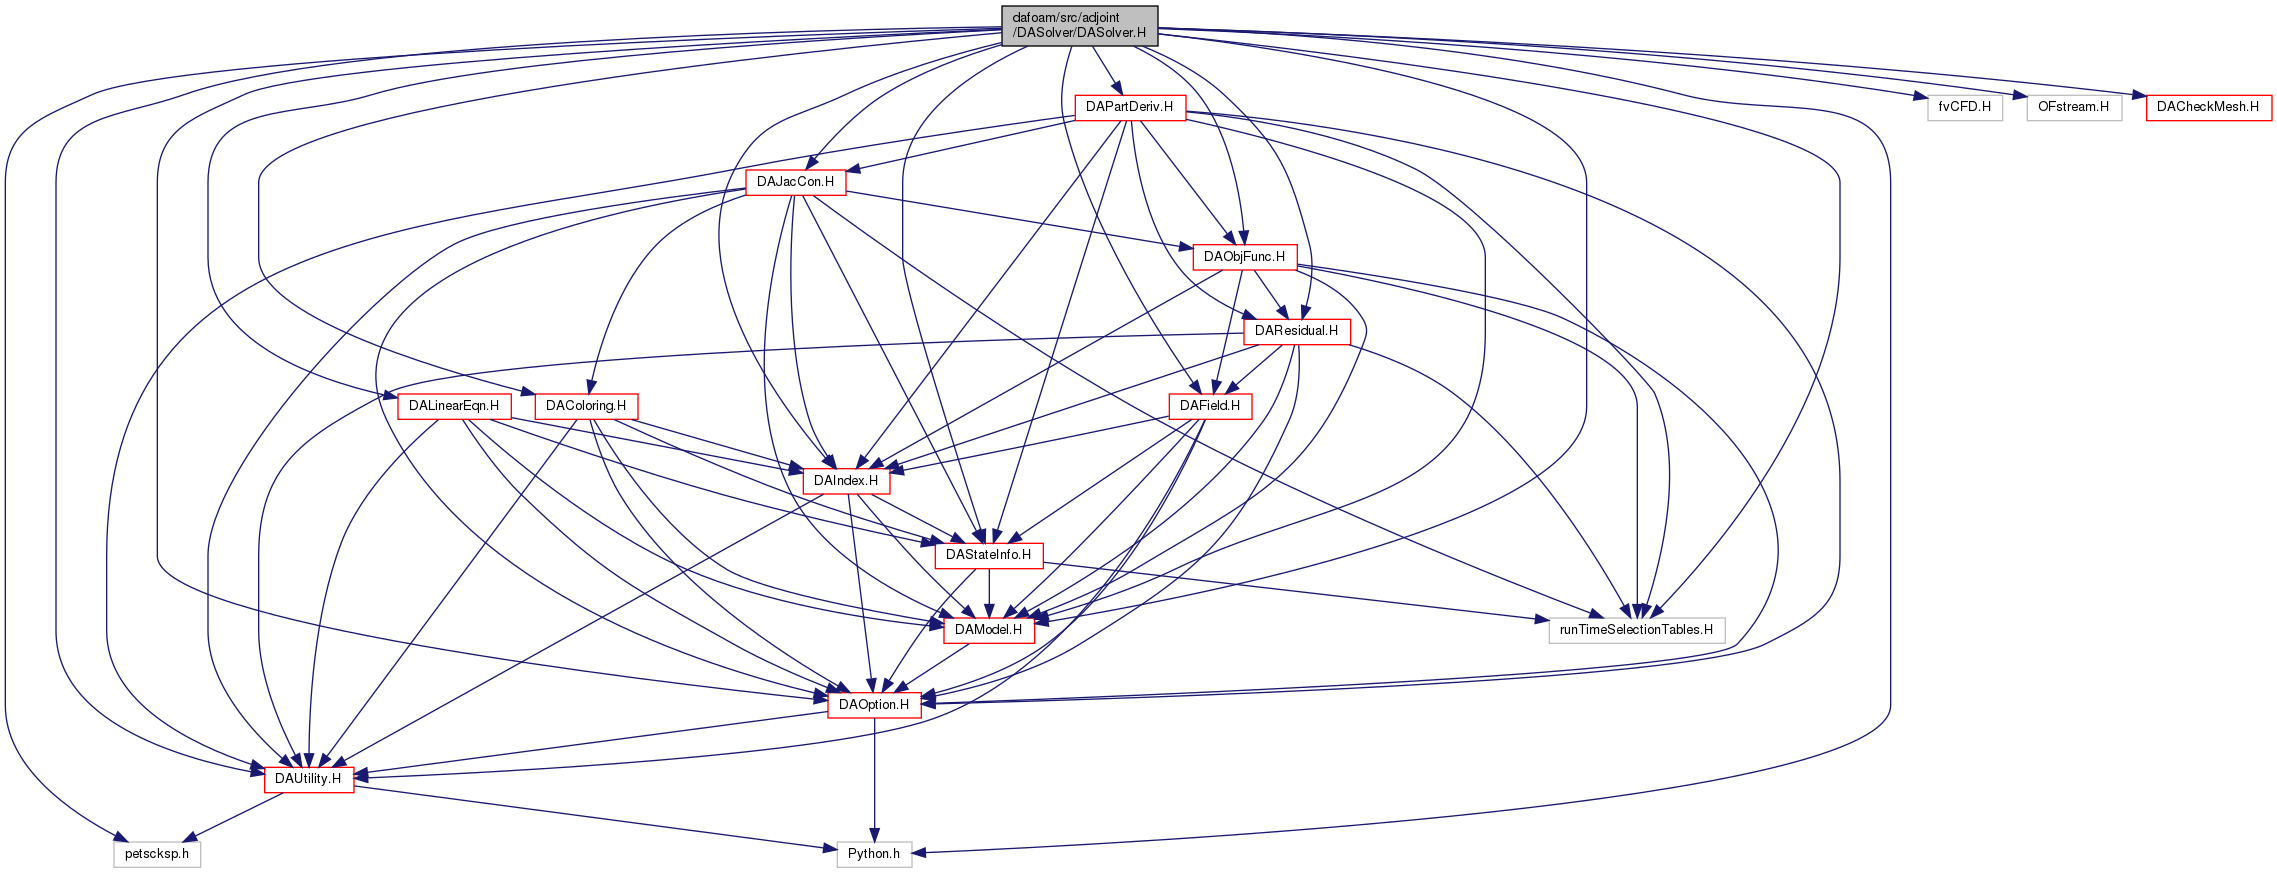 dafoam/src/adjoint
/DASolver/DASolver.H
fvCFD.H
OFstream.H
DACheckMesh.H
DAPartDeriv.H
DAJacCon.H
DAObjFunc.H
DAResidual.H
DALinearEqn.H
DAColoring.H
DAField.H
DAIndex.H
DAStateInfo.H
DAModel.H
runTimeSelectionTables.H
DAOption.H
DAUtility.H
petscksp.h
Python.h